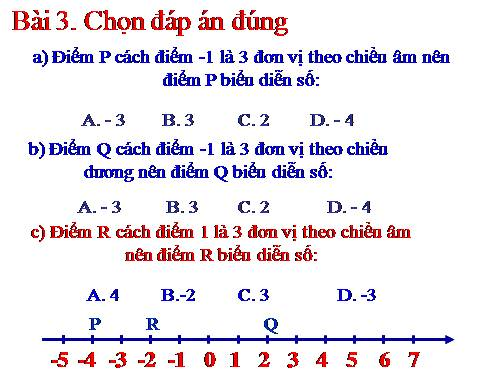 Bài 3. Chọn đáp án đúng
a) Điểm P cách điểm -1 là 3 đơn vị theo chiều âm nên
điểm P biểu diễn số:
A. - 3 B. 3 C. 2 D. - 4
b) Điểm Q cách điểm -1 là 3 đơn vị theo chiều
dương nên điểm Q biểu diễn số:
A. - 3 B. 3 C. 2 D. - 4
c) Điểm R cách điểm 1 là 3 đơn vị theo chiều âm
nên điểm R biểu diễn số:
A. 4 B.-2 C. 3 D. -3
P R Q
-5 -4 -3 -2 -1 0 1 2 3 4 5 6 7